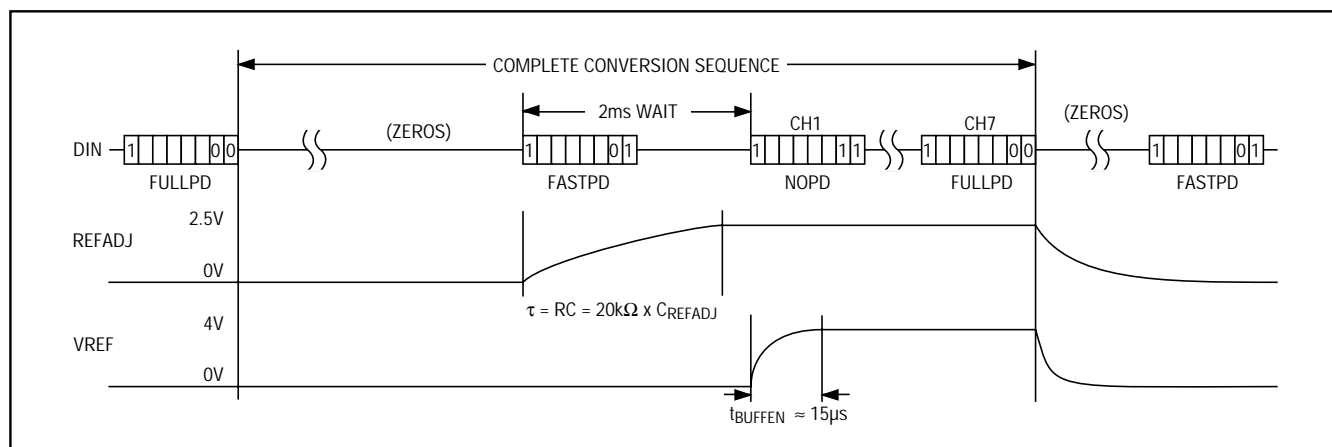 COMPLETE CONVERSION SEQUENCE
2ms WAIT
(ZEROS) CH1 CH7 (ZEROS)
DIN 1 0 0 1 0 1 1 1 1 1 0 0 1 0 1
FULLPD FASTPD NOPD FULLPD FASTPD
2.5V
REFADJ
0V
τ = RC = 20kΩ x CREFADJ
4V
VREF
0V
tBUFFEN ≈ 15µs